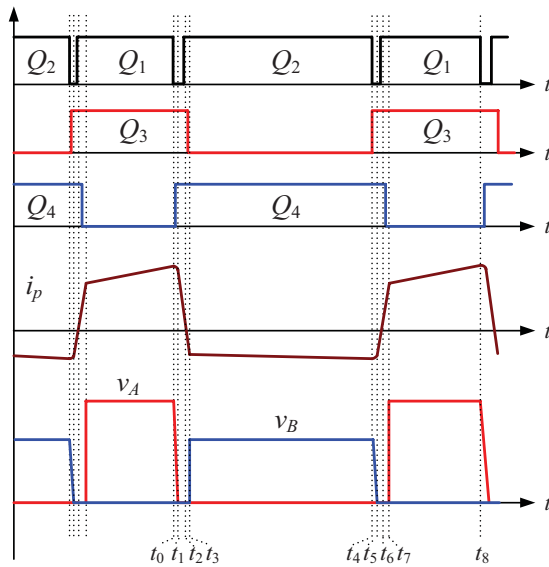 Q2 Q1 Q2 Q1 t
Q3 Q3 t
Q4 Q4 t
ip t
vA vB t
t0 t1 t2 t3 t4 t5 t6 t7 t8